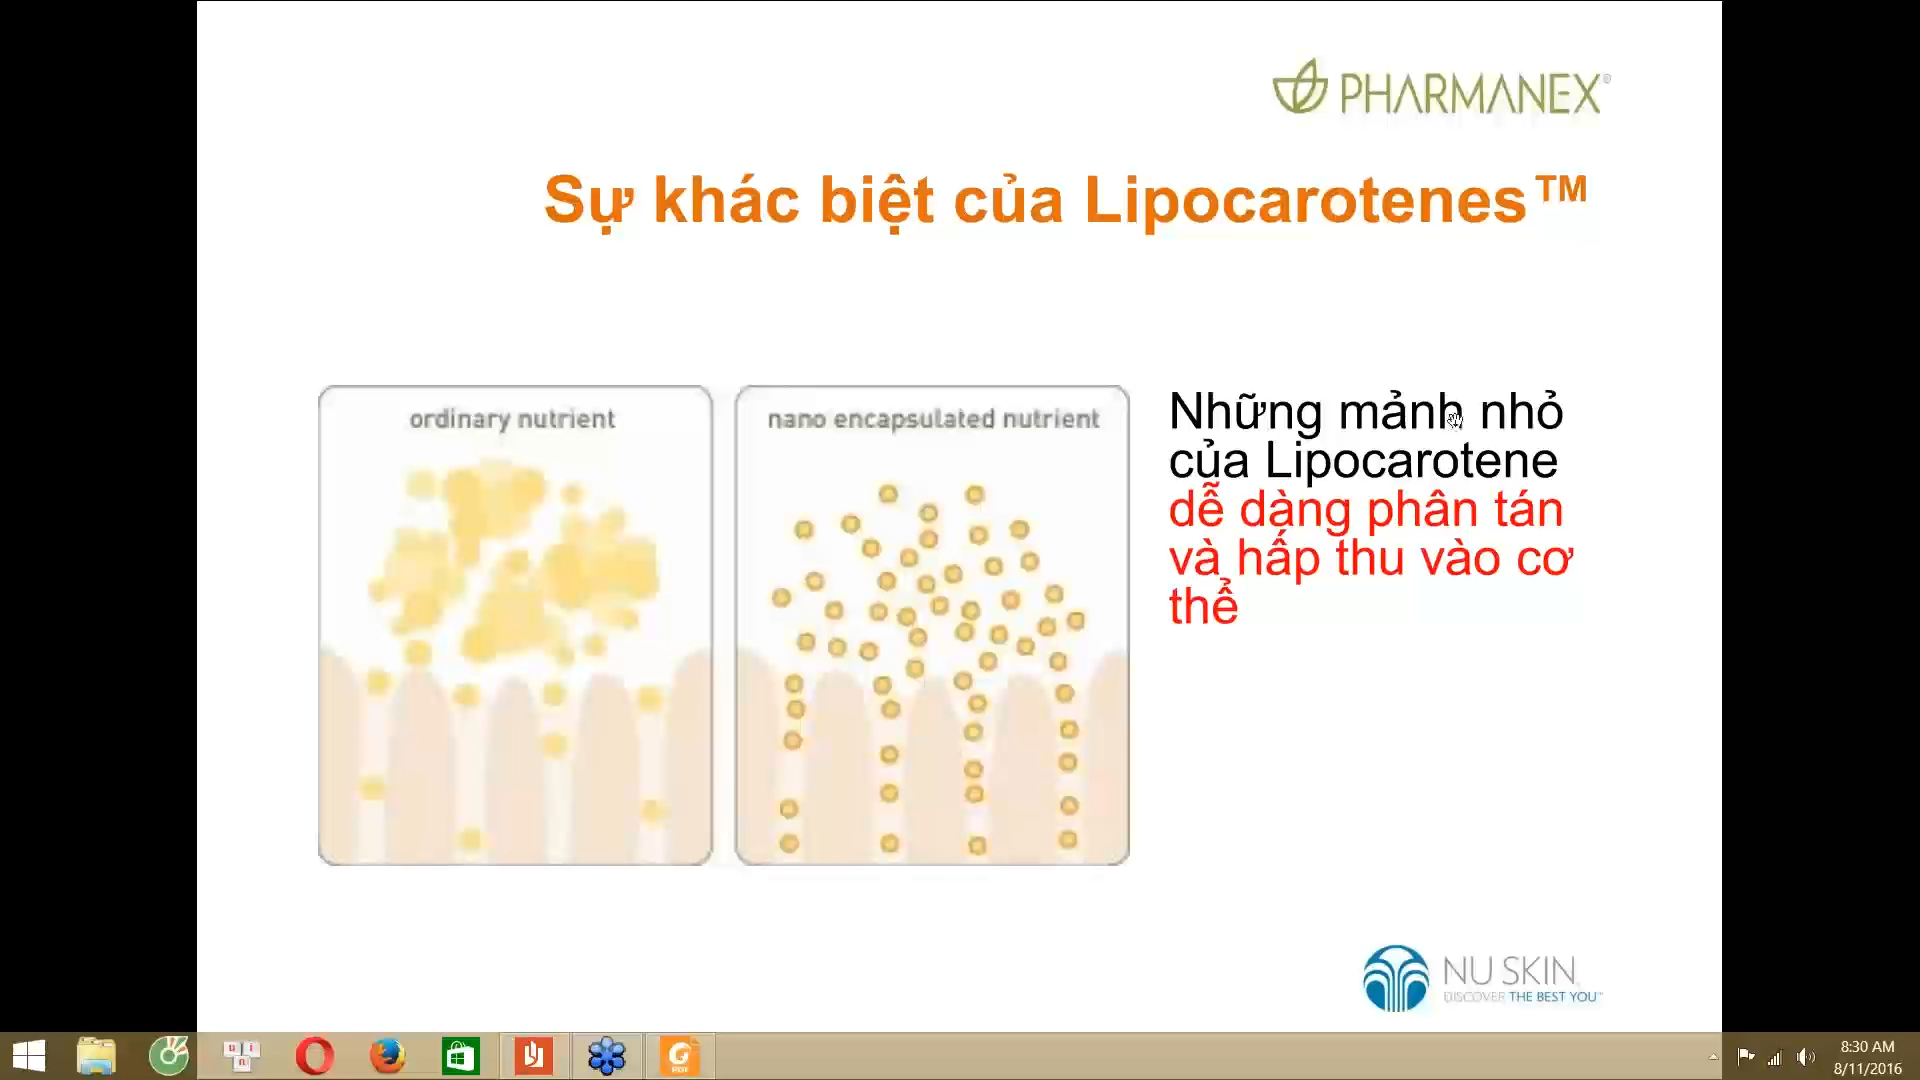 PHARMANEX®
Sự khác biệt của Lipocarotenes™
ordinary nutrient
nano encapsulated nutrient
Những mảnh nhỏ
của Lipocarotene
dễ dàng phân tán
và hấp thu vào cơ
thể
NU SKIN
DISCOVER THE BEST YOU™
u i
n
PDF
8:30 AM
8/11/2016